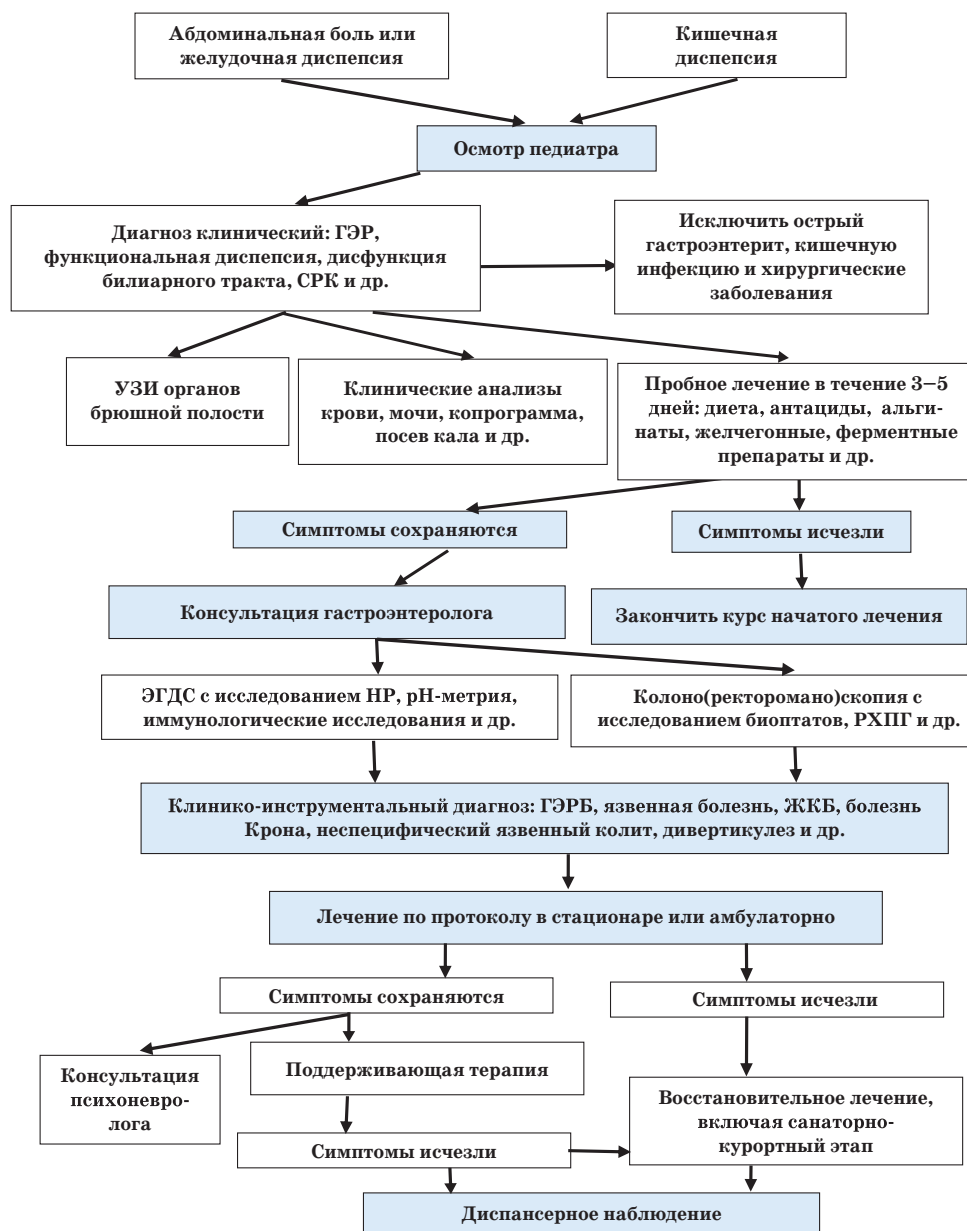 Абдоминальная боль или
желудочная диспепсия
Кишечная
диспепсия
Осмотр педиатра
Диагноз клинический: ГЭР,
функциональная диспепсия, дисфункция
билиарного тракта, СРК и др.
Исключить острый
гастроэнтерит, кишечную
инфекцию и хирургические
заболевания
УЗИ органов
брюшной полости
Клинические анализы
крови, мочи, копрограмма,
посев кала и др.
Пробное лечение в течение 3–5
дней: диета, антациды, альги-
наты, желчегонные, ферментные
препараты и др.
Симптомы сохраняются
Симптомы исчезли
Консультация гастроэнтеролога
Закончить курс начатого лечения
ЭГДС с исследованием HP, pH-метрия,
иммунологические исследования и др.
Колоно(ректоромано)скопия с
исследованием биоптатов, РХПГ и др.
Клинико-инструментальный диагноз: ГЭРБ, язвенная болезнь, ЖКБ, болезнь
Крона, неспецифический язвенный колит, дивертикулез и др.
Лечение по протоколу в стационаре или амбулаторно
Симптомы сохраняются
Симптомы исчезли
Консультация
психоневро-
лога
Поддерживающая терапия
Восстановительное лечение,
включая санаторно-
курортный этап
Симптомы исчезли
Диспансерное наблюдение